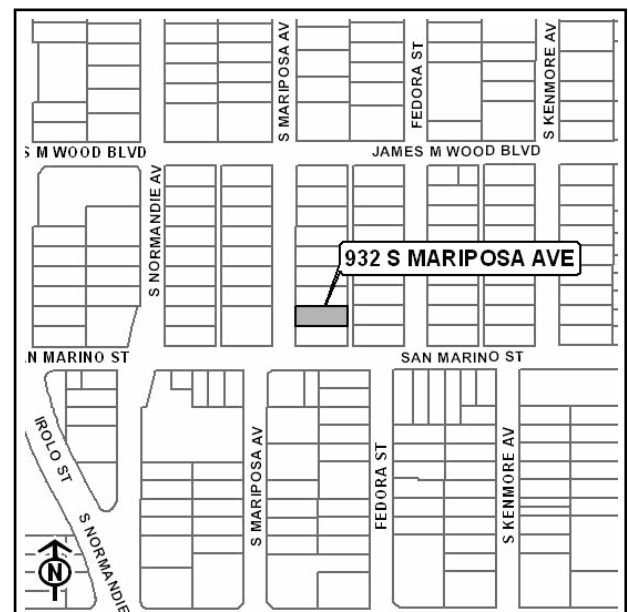 S MARIPOSA AV
FEDORA ST
S KENMORE AV
S M WOOD BLVD
JAMES M WOOD BLVD
S NORMANDIE AV
932 S MARIPOSA AVE
N MARINO ST
SAN MARINO ST
IROLO ST
S MARIPOSA AV
FEDORA ST
S KENMORE AV
S NORMANDIE
N